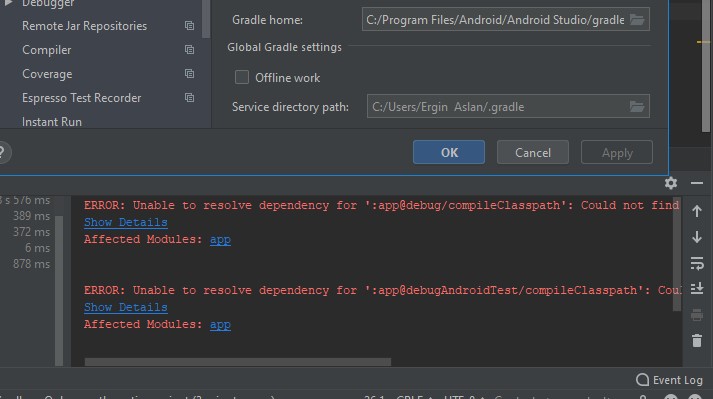 Debugger
Remote Jar Repositories
Compiler
Coverage
Espresso Test Recorder
Instant Run
?
Gradle home:
C:/Program Files/Android/Android Studio/gradle
Global Gradle settings
Offline work
Service directory path:
C:/Users/Ergin Aslan/.gradle
OK
Cancel
Apply
s 576 ms
389 ms
372 ms
6 ms
878 ms
ERROR: Unable to resolve dependency for ':app@debug/compileClasspath': Could not find
Show Details
Affected Modules: app
ERROR: Unable to resolve dependency for ':app@debugAndroidTest/compileClasspath': Cou
Show Details
Affected Modules: app
Event Log